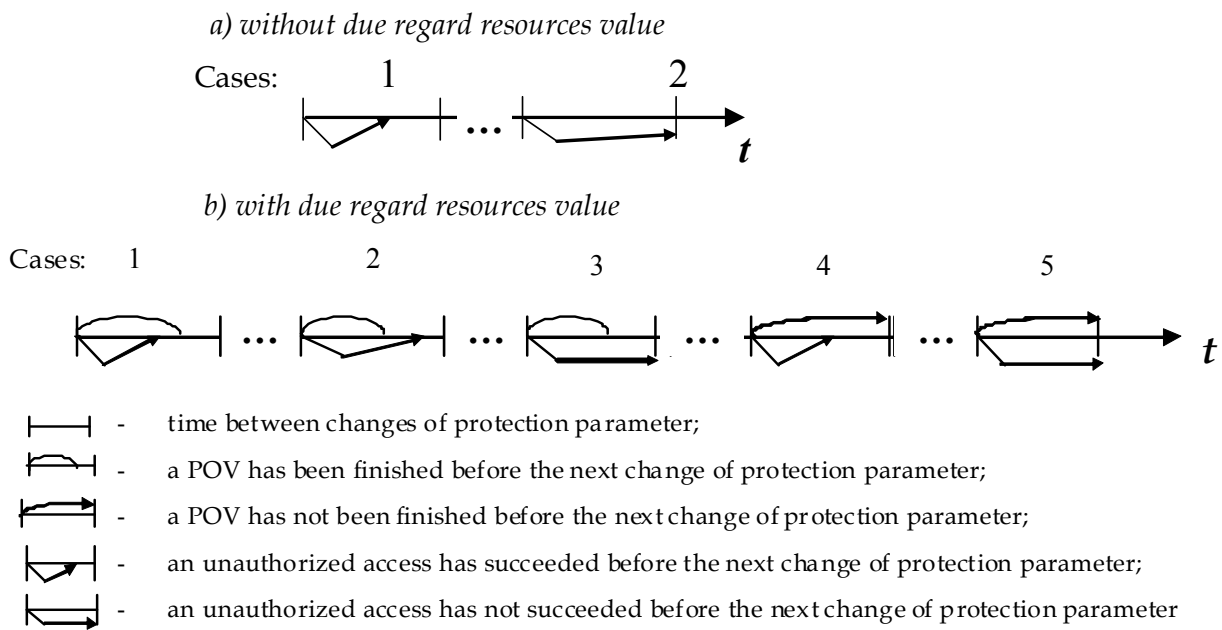 a) without due regard resources value
Cases: 1 2
... t
b) with due regard resources value
Cases: 1 2 3 4 5
... ... ... ... t
- time between changes of protection parameter;
- a POV has been finished before the next change of protection parameter;
- a POV has not been finished before the next change of protection parameter;
- an unauthorized access has succeeded before the next change of protection parameter;
- an unauthorized access has not succeeded before the next change of protection parameter